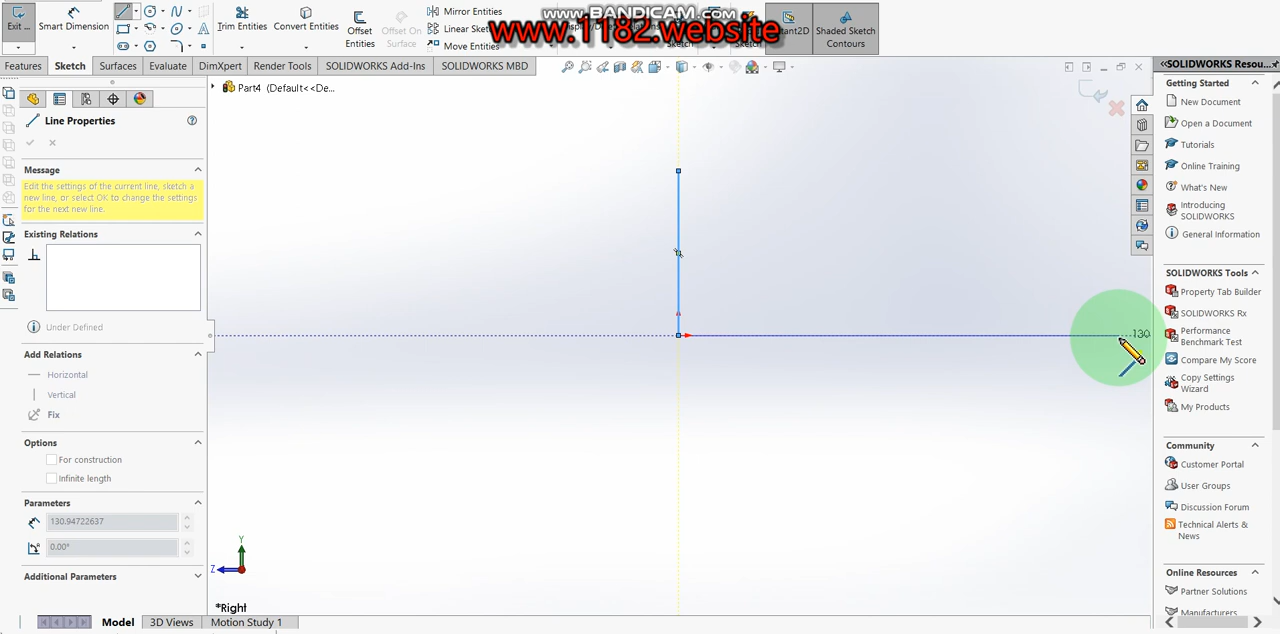 Exit ...
Smart Dimension
Trim Entities
Convert Entities
Offset
Entities
Offset On
Surface
Mirror Entities
Linear Sketch
Move Entities
www.BANDICAM.com
www.1182.website
Sketch
Instant2D
Shaded Sketch
Contours
Features
Sketch
Surfaces
Evaluate
DimXpert
Render Tools
SOLIDWORKS Add-Ins
SOLIDWORKS MBD
Part4 (Default<<De...
Line Properties
Message
Edit the settings of the current line, sketch a
new line, or select OK to change the settings
for the next new line.
Existing Relations
Under Defined
Add Relations
Horizontal
Vertical
Fix
Options
For construction
Infinite length
Parameters
130.94722637
0.00°
Additional Parameters
130
Y
Z
*Right
Model
3D Views
Motion Study 1
SOLIDWORKS Resou...
Getting Started
New Document
Open a Document
Tutorials
Online Training
What's New
Introducing
SOLIDWORKS
General Information
SOLIDWORKS Tools
Property Tab Builder
SOLIDWORKS Rx
Performance
Benchmark Test
Compare My Score
Copy Settings
Wizard
My Products
Community
Customer Portal
User Groups
Discussion Forum
Technical Alerts &
News
Online Resources
Partner Solutions
Manufacturers